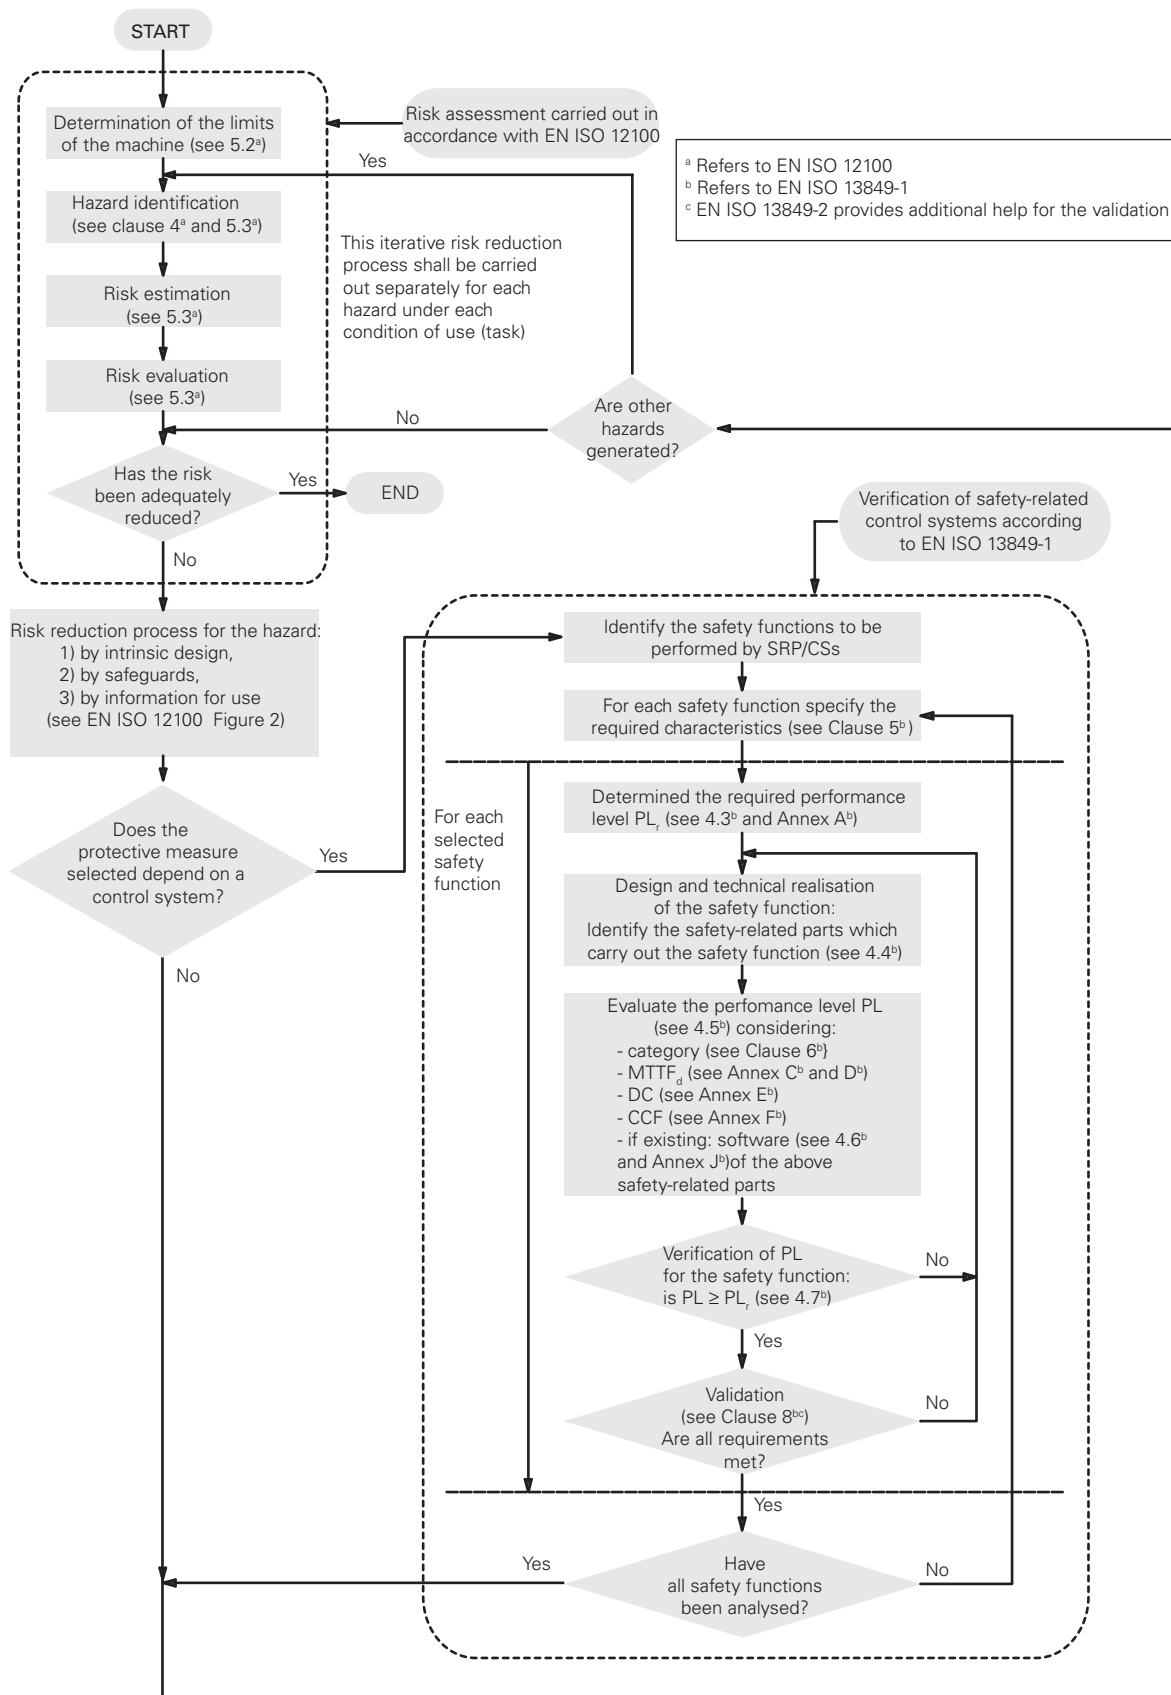 START
Determination of the limits
of the machine (see 5.2ᵃ)
Risk assessment carried out in
accordance with EN ISO 12100
Yes
ᵃ Refers to EN ISO 12100
ᵇ Refers to EN ISO 13849-1
ᶜ EN ISO 13849-2 provides additional help for the validation
Hazard identification
(see clause 4ᵃ and 5.3ᵃ)
This iterative risk reduction
process shall be carried
out separately for each
hazard under each
condition of use (task)
Risk estimation
(see 5.3ᵃ)
Risk evaluation
(see 5.3ᵃ)
No
Are other
hazards
generated?
Has the risk
been adequately
reduced?
Yes
END
No
Verification of safety-related
control systems according
to EN ISO 13849-1
Risk reduction process for the hazard:
1) by intrinsic design,
2) by safeguards,
3) by information for use
(see EN ISO 12100 Figure 2)
Does the
protective measure
selected depend on a
control system?
Yes
No
Identify the safety functions to be
performed by SRP/CSs
For each safety function specify the
required characteristics (see Clause 5ᵇ)
For each
selected
safety
function
Determined the required performance
level PLᵣ (see 4.3ᵇ and Annex Aᵇ)
Design and technical realisation
of the safety function:
Identify the safety-related parts which
carry out the safety function (see 4.4ᵇ)
Evaluate the perfomance level PL
(see 4.5ᵇ) considering:
- category (see Clause 6ᵇ}
- MTTF_d (see Annex Cᵇ and Dᵇ)
- DC (see Annex Eᵇ)
- CCF (see Annex Fᵇ)
- if existing: software (see 4.6ᵇ
and Annex Jᵇ)of the above
safety-related parts
Verification of PL
for the safety function:
is PL ≥ PLᵣ (see 4.7ᵇ)
No
Yes
Validation
(see Clause 8ᵇᶜ)
Are all requirements
met?
No
Yes
Have
all safety functions
been analysed?
Yes
No